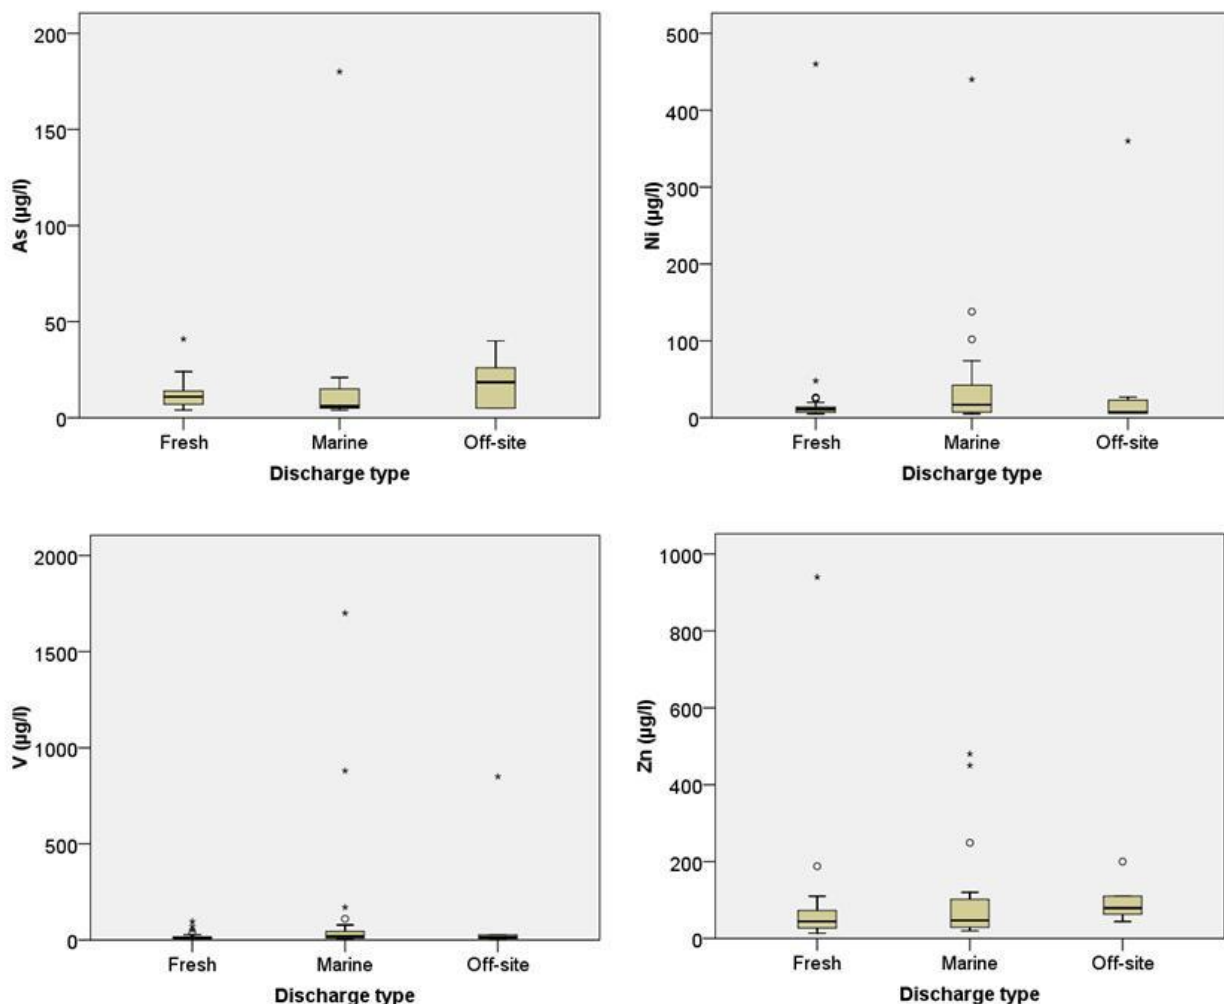 200
150
100
50
0
As (µg/l)
Fresh Marine Off-site
Discharge type
500
400
300
200
100
0
Ni (µg/l)
Fresh Marine Off-site
Discharge type
2000
1500
1000
500
0
V (µg/l)
Fresh Marine Off-site
Discharge type
1000
800
600
400
200
0
Zn (µg/l)
Fresh Marine Off-site
Discharge type